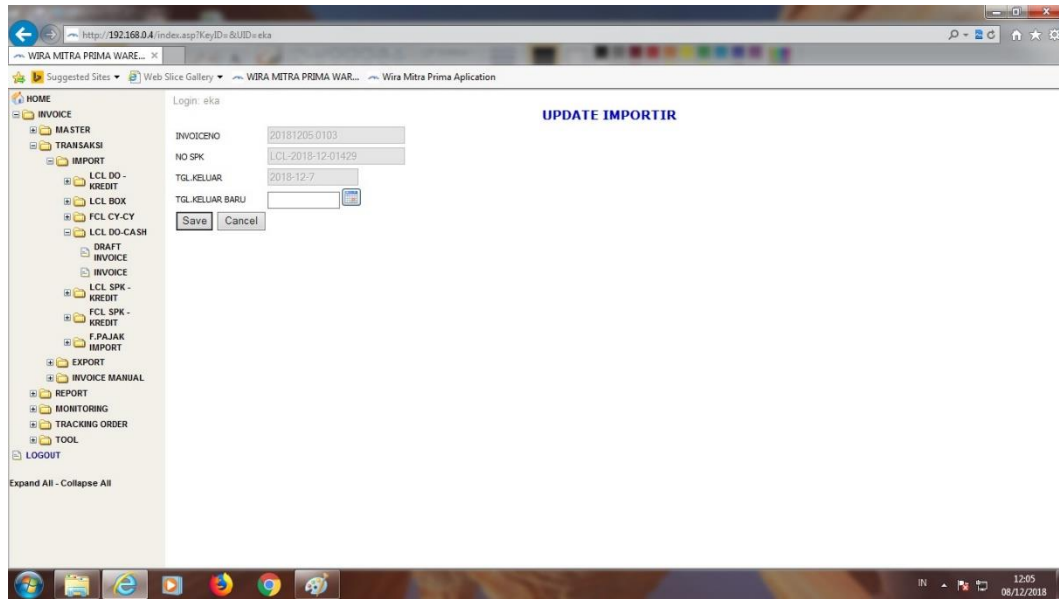 http://192.168.0.4/index.asp?KeyID=&UID=eka
WIRA MITRA PRIMA WARE...
Suggested Sites
Web Slice Gallery
WIRA MITRA PRIMA WAR...
Wira Mitra Prima Aplication
HOME
INVOICE
MASTER
TRANSAKSI
IMPORT
LCL DO -
KREDIT
LCL BOX
FCL CY-CY
LCL DO-CASH
DRAFT
INVOICE
INVOICE
LCL SPK -
KREDIT
FCL SPK -
KREDIT
F.PAJAK
IMPORT
EXPORT
INVOICE MANUAL
REPORT
MONITORING
TRACKING ORDER
TOOL
LOGOUT
Expand All - Collapse All
Login: eka
UPDATE IMPORTIR
INVOICENO 20181205.0103
NO SPK LCL-2018-12-01429
TGL.KELUAR 2018-12-7
TGL.KELUAR BARU
Save Cancel
IN
12:05
08/12/2018